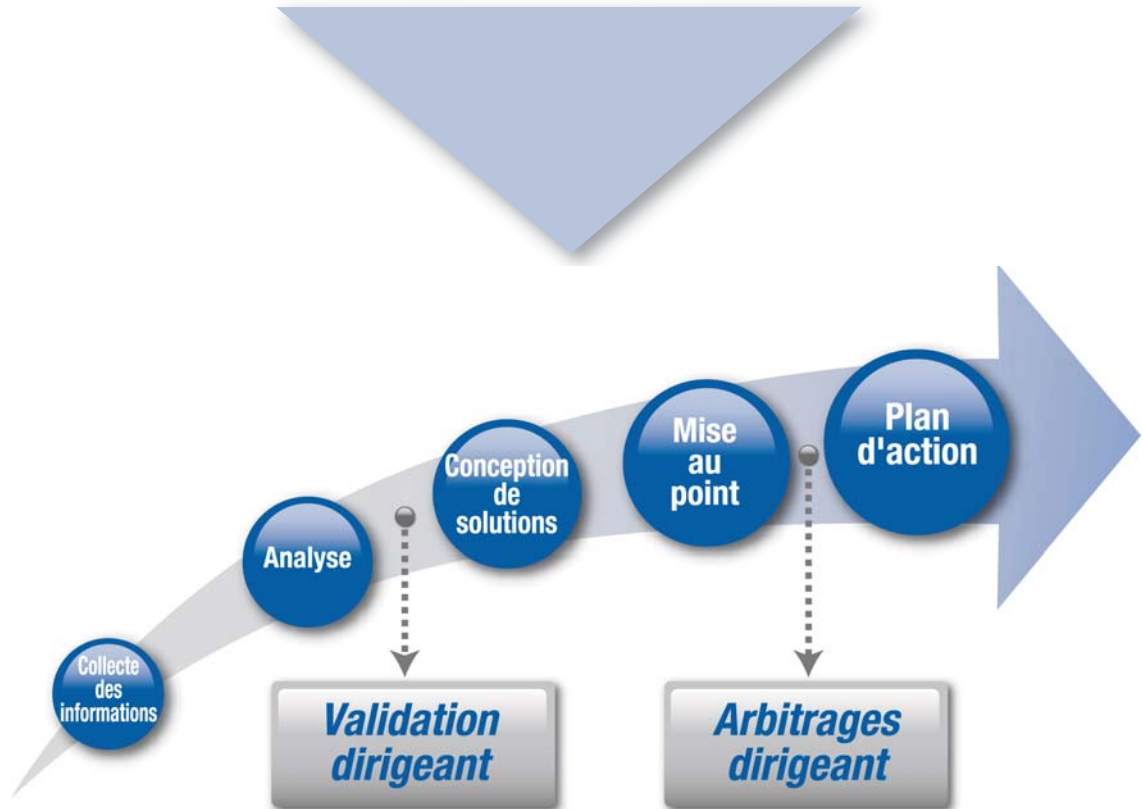 Collecte
des
informations
Analyse
Conception
de
solutions
Mise
au
point
Plan
d'action
Validation
dirigeant
Arbitrages
dirigeant